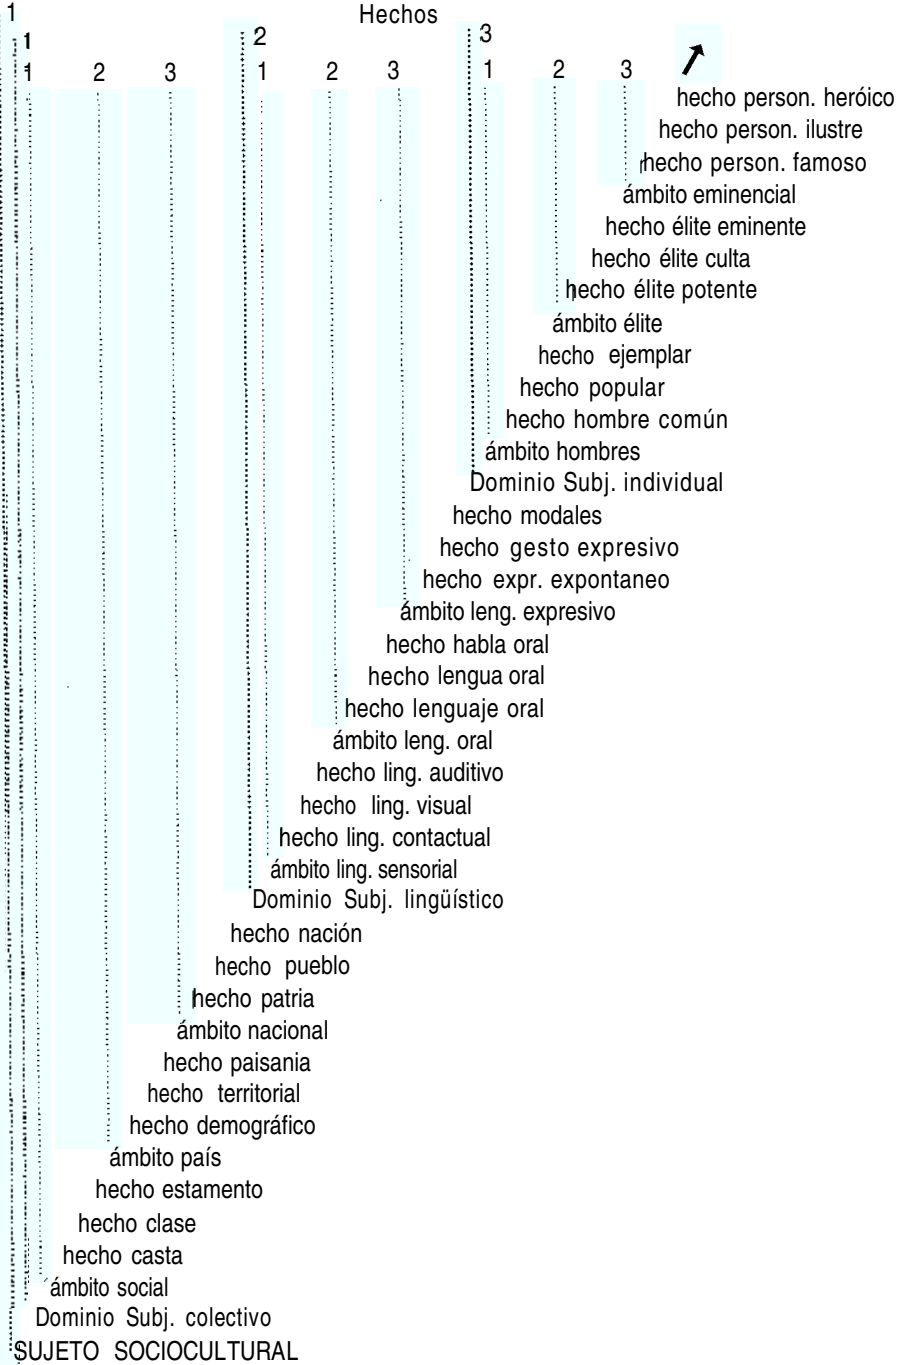 1 Hechos
1 2 3
1 2 3 1 2 3 1 2 3
hecho person. heróico
hecho person. ilustre
hecho person. famoso
ámbito eminencial
hecho élite eminente
hecho élite culta
hecho élite potente
ámbito élite
hecho ejemplar
hecho popular
hecho hombre común
ámbito hombres
Dominio Subj. individual
hecho modales
hecho gesto expresivo
hecho expr. expontaneo
ámbito leng. expresivo
hecho habla oral
hecho lengua oral
hecho lenguaje oral
ámbito leng. oral
hecho ling. auditivo
hecho ling. visual
hecho ling. contactual
ámbito ling. sensorial
Dominio Subj. lingüístico
hecho nación
hecho pueblo
hecho patria
ámbito nacional
hecho paisania
hecho territorial
hecho demográfico
ámbito país
hecho estamento
hecho clase
hecho casta
ámbito social
Dominio Subj. colectivo
SUJETO SOCIOCULTURAL